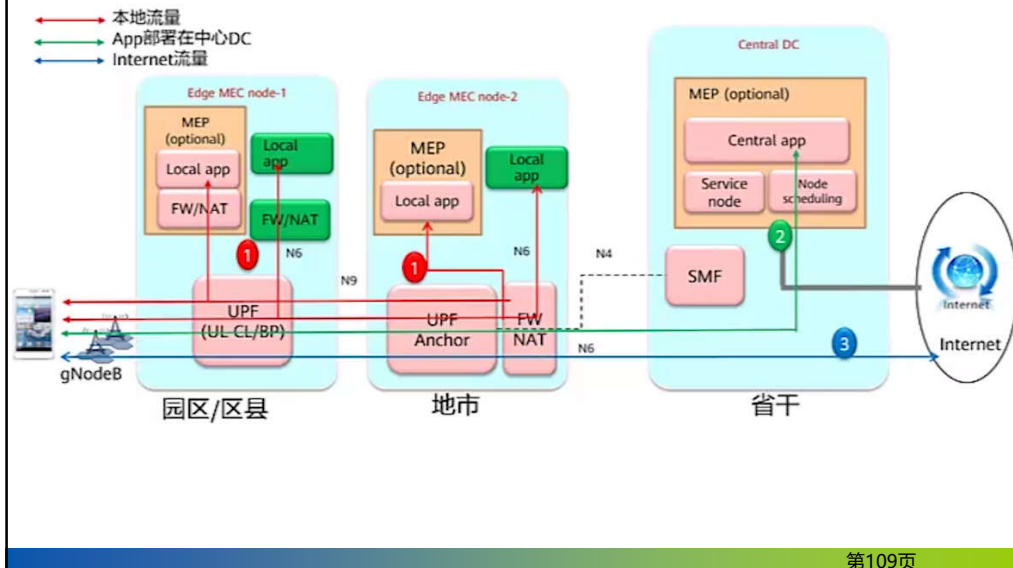 本地流量
App部署在中心DC
Internet流量
Edge MEC node-1
MEP
(optional)
Local app
FW/NAT
Local
app
FW/NAT
1
N6
UPF
(UL CL/BP)
gNodeB
园区/区县
N9
Edge MEC node-2
MEP
(optional)
Local app
Local
app
1
N6
UPF
Anchor
FW
NAT
地市
N4
N6
Central DC
MEP (optional)
Central app
Service
node
Node
scheduling
2
SMF
3
省干
Internet
Internet
第109页